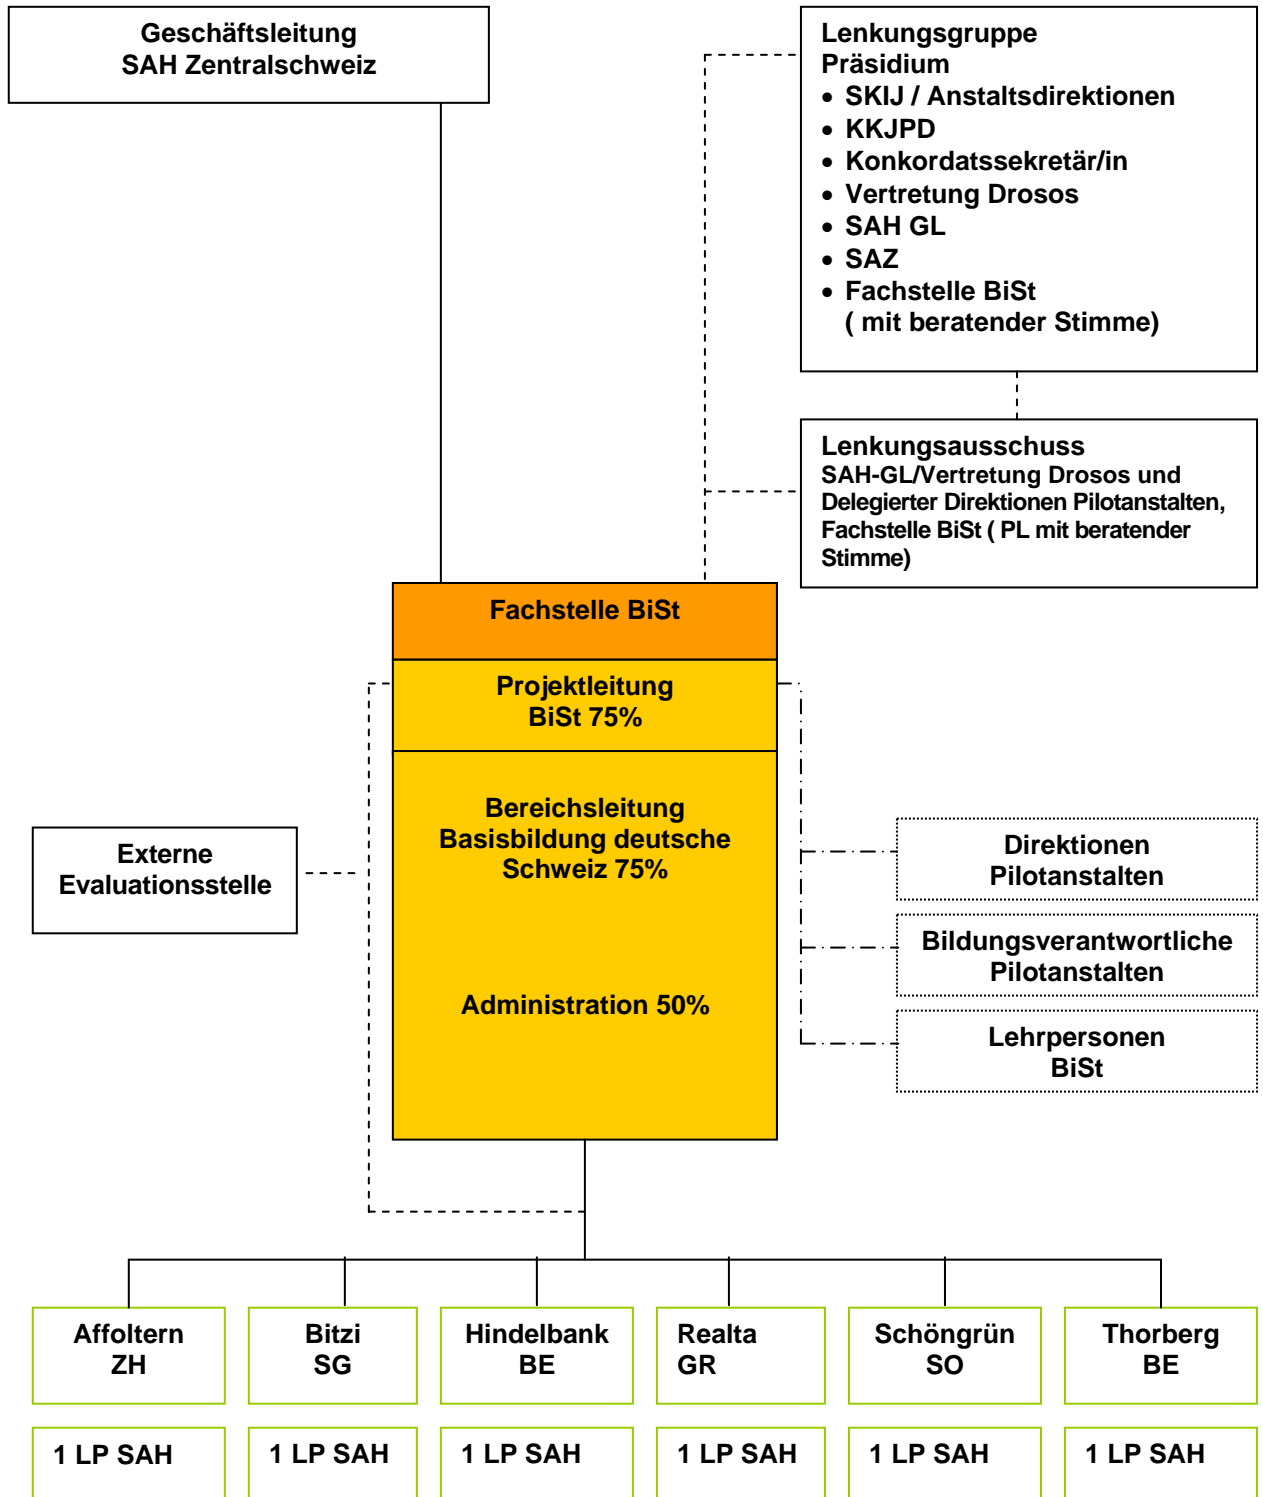 Geschäftsleitung
SAH Zentralschweiz
Lenkungsgruppe
Präsidium
• SKIJ / Anstaltsdirektionen
• KKJPD
• Konkordatssekretär/in
• Vertretung Drosos
• SAH GL
• SAZ
• Fachstelle BiSt
( mit beratender Stimme)
Lenkungsausschuss
SAH-GL/Vertretung Drosos und
Delegierter Direktionen Pilotanstalten,
Fachstelle BiSt ( PL mit beratender
Stimme)
Fachstelle BiSt
Projektleitung
BiSt 75%
Bereichsleitung
Basisbildung deutsche
Schweiz 75%
Administration 50%
Externe
Evaluationsstelle
Direktionen
Pilotanstalten
Bildungsverantwortliche
Pilotanstalten
Lehrpersonen
BiSt
Affoltern
ZH
Bitzi
SG
Hindelbank
BE
Realta
GR
Schöngrün
SO
Thorberg
BE
1 LP SAH
1 LP SAH
1 LP SAH
1 LP SAH
1 LP SAH
1 LP SAH